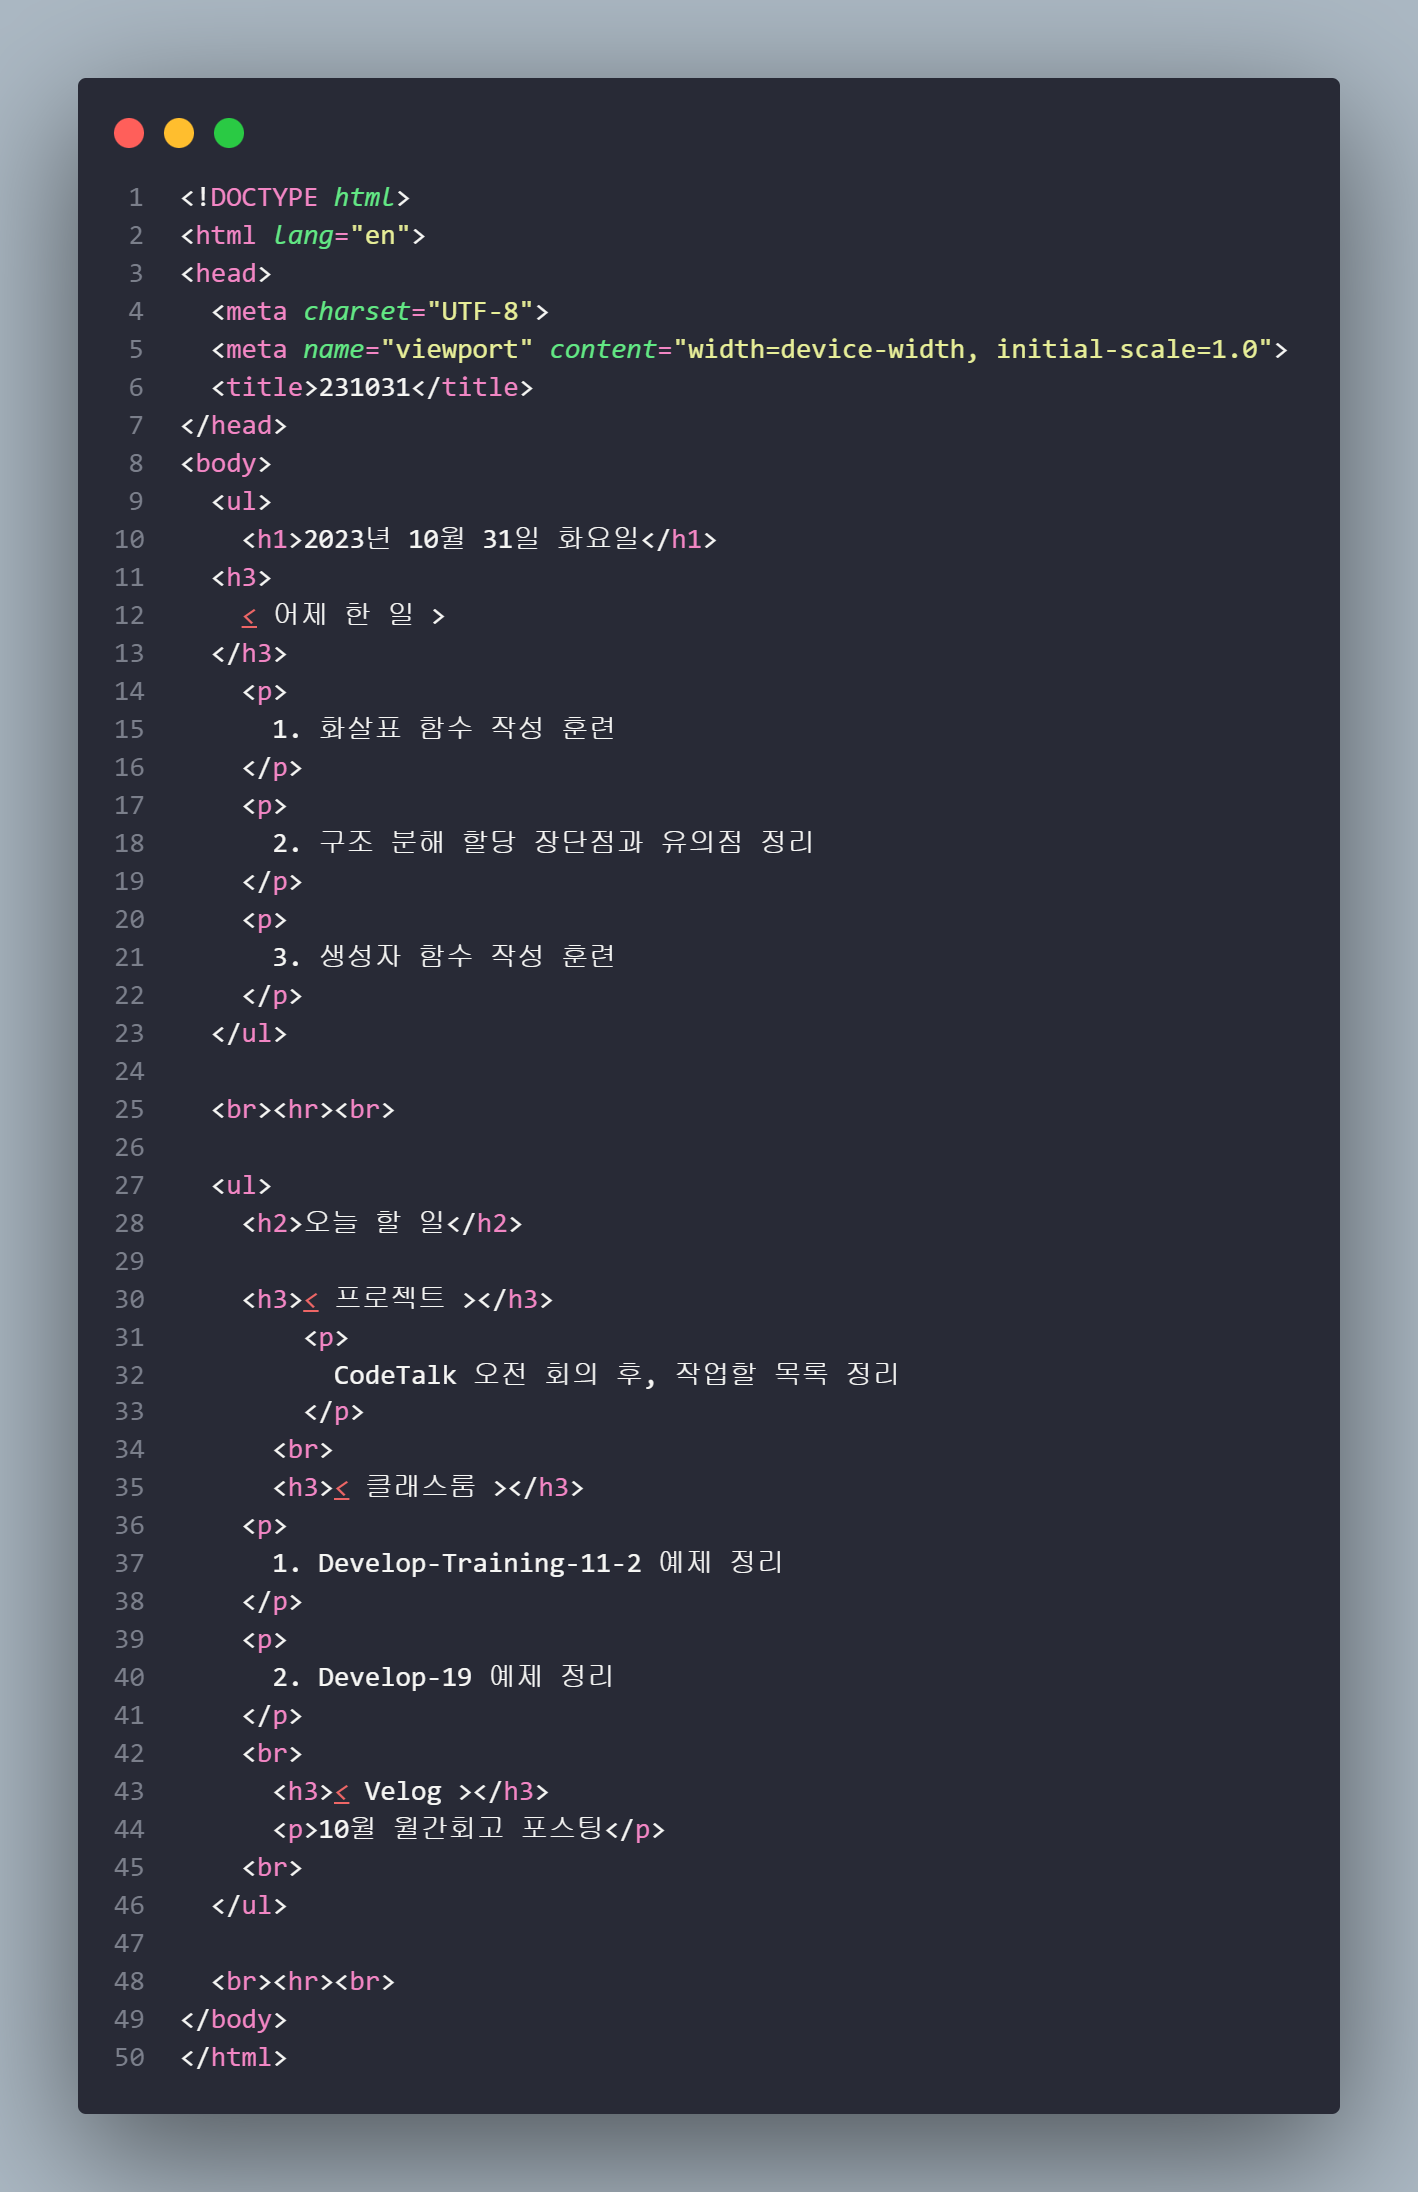 1 <!DOCTYPE html>
2 <html lang="en">
3 <head>
4   <meta charset="UTF-8">
5   <meta name="viewport" content="width=device-width, initial-scale=1.0">
6   <title>231031</title>
7 </head>
8 <body>
9   <ul>
10     <h1>2023년 10월 31일 화요일</h1>
11   <h3>
12     < 어제 한 일 >
13   </h3>
14     <p>
15       1. 화살표 함수 작성 훈련
16     </p>
17     <p>
18       2. 구조 분해 할당 장단점과 유의점 정리
19     </p>
20     <p>
21       3. 생성자 함수 작성 훈련
22     </p>
23   </ul>
24
25   <br><hr><br>
26
27   <ul>
28     <h2>오늘 할 일</h2>
29
30     <h3>< 프로젝트 ></h3>
31         <p>
32           CodeTalk 오전 회의 후, 작업할 목록 정리
33         </p>
34       <br>
35       <h3>< 클래스룸 ></h3>
36     <p>
37       1. Develop-Training-11-2 예제 정리
38     </p>
39     <p>
40       2. Develop-19 예제 정리
41     </p>
42     <br>
43       <h3>< Velog ></h3>
44       <p>10월 월간회고 포스팅</p>
45     <br>
46   </ul>
47
48   <br><hr><br>
49 </body>
50 </html>